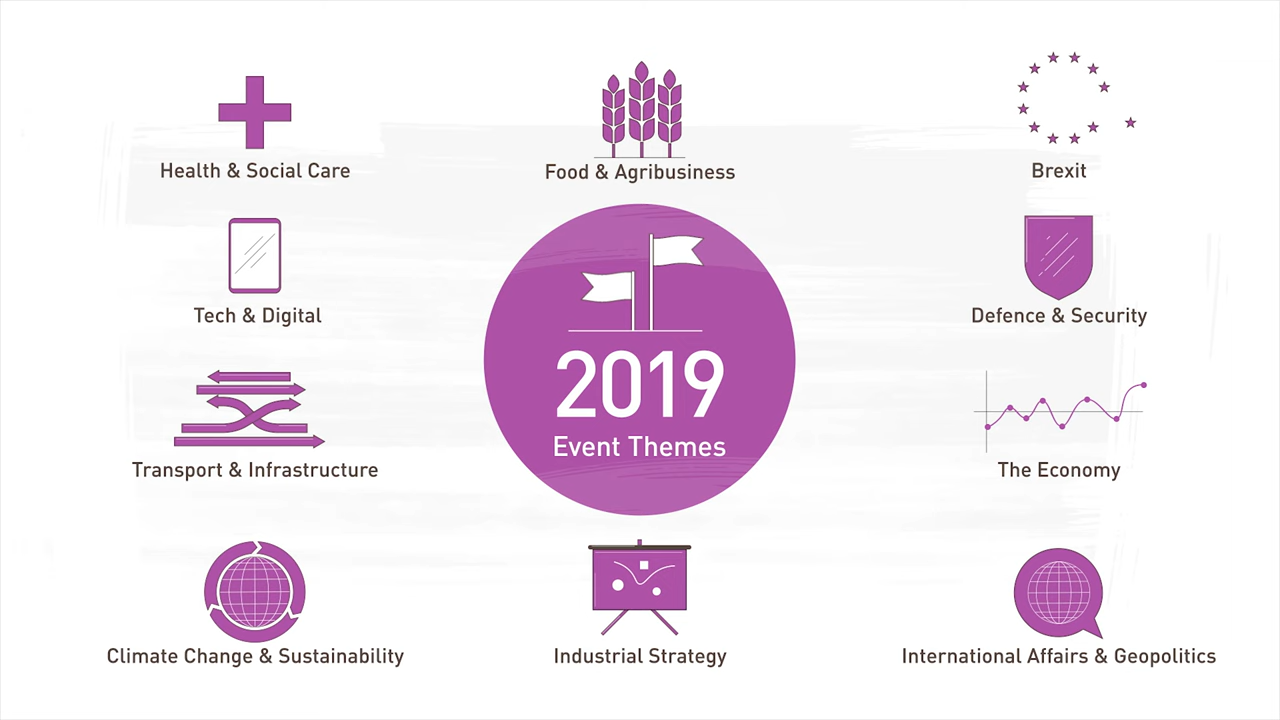 Health & Social Care
Food & Agribusiness
Brexit
Tech & Digital
Defence & Security
2019
Event Themes
Transport & Infrastructure
The Economy
Climate Change & Sustainability
Industrial Strategy
International Affairs & Geopolitics